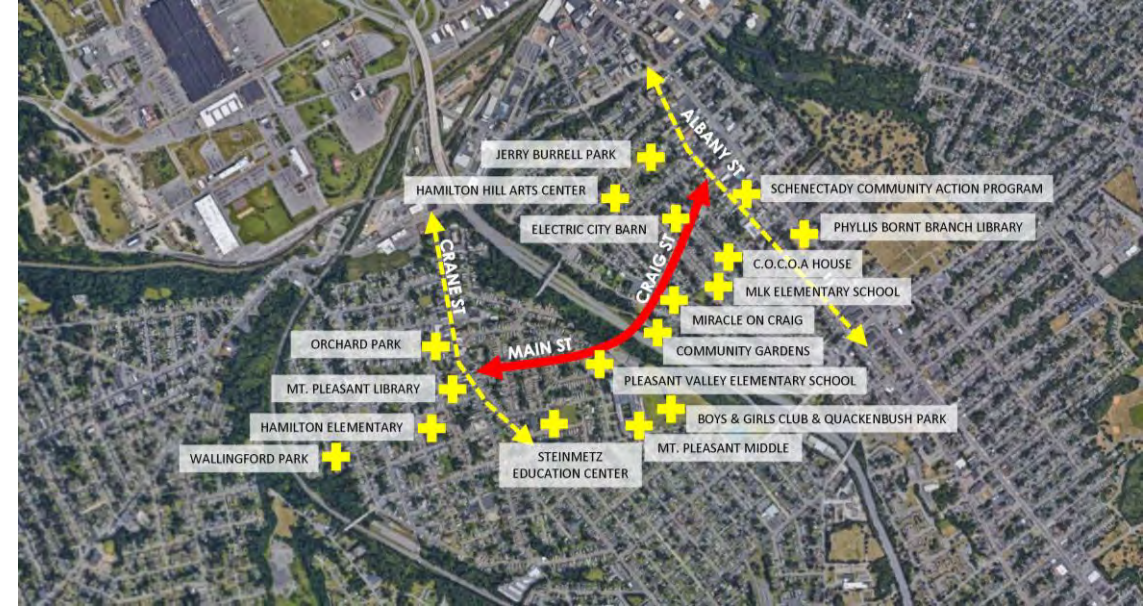 ALBANY ST
JERRY BURRELL PARK
HAMILTON HILL ARTS CENTER
SCHENECTADY COMMUNITY ACTION PROGRAM
ELECTRIC CITY BARN
PHYLLIS BORNT BRANCH LIBRARY
CRANE ST
CRAIG ST
C.O.C.O.A HOUSE
MLK ELEMENTARY SCHOOL
MIRACLE ON CRAIG
ORCHARD PARK
MAIN ST
COMMUNITY GARDENS
MT. PLEASANT LIBRARY
PLEASANT VALLEY ELEMENTARY SCHOOL
HAMILTON ELEMENTARY
BOYS & GIRLS CLUB & QUACKENBUSH PARK
WALLINGFORD PARK
STEINMETZ
EDUCATION CENTER
MT. PLEASANT MIDDLE